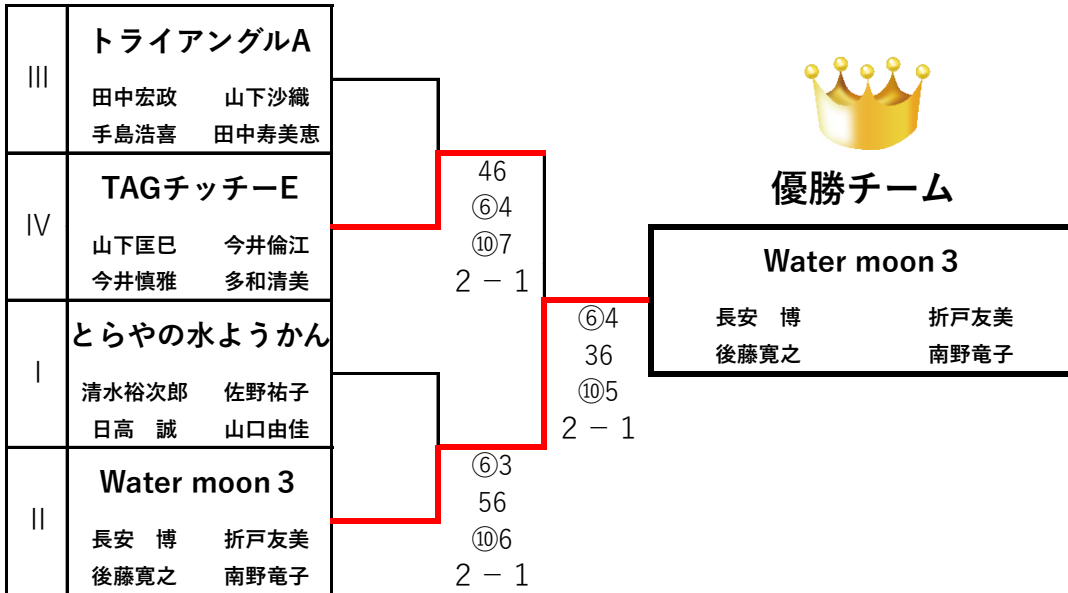 III
トライアングルA
田中宏政　山下沙織
手島浩喜　田中寿美恵
IV
TAGチッチーE
山下匡巳　今井倫江
今井慎雅　多和清美
I
とらやの水ようかん
清水裕次郎　佐野祐子
日高　誠　山口由佳
II
Water moon 3
長安　博　折戸友美
後藤寛之　南野竜子
46
⑥4
⑩7
2 － 1
⑥3
56
⑩6
2 － 1
⑥4
36
⑩5
2 － 1
優勝チーム
Water moon 3
長安　博　折戸友美
後藤寛之　南野竜子